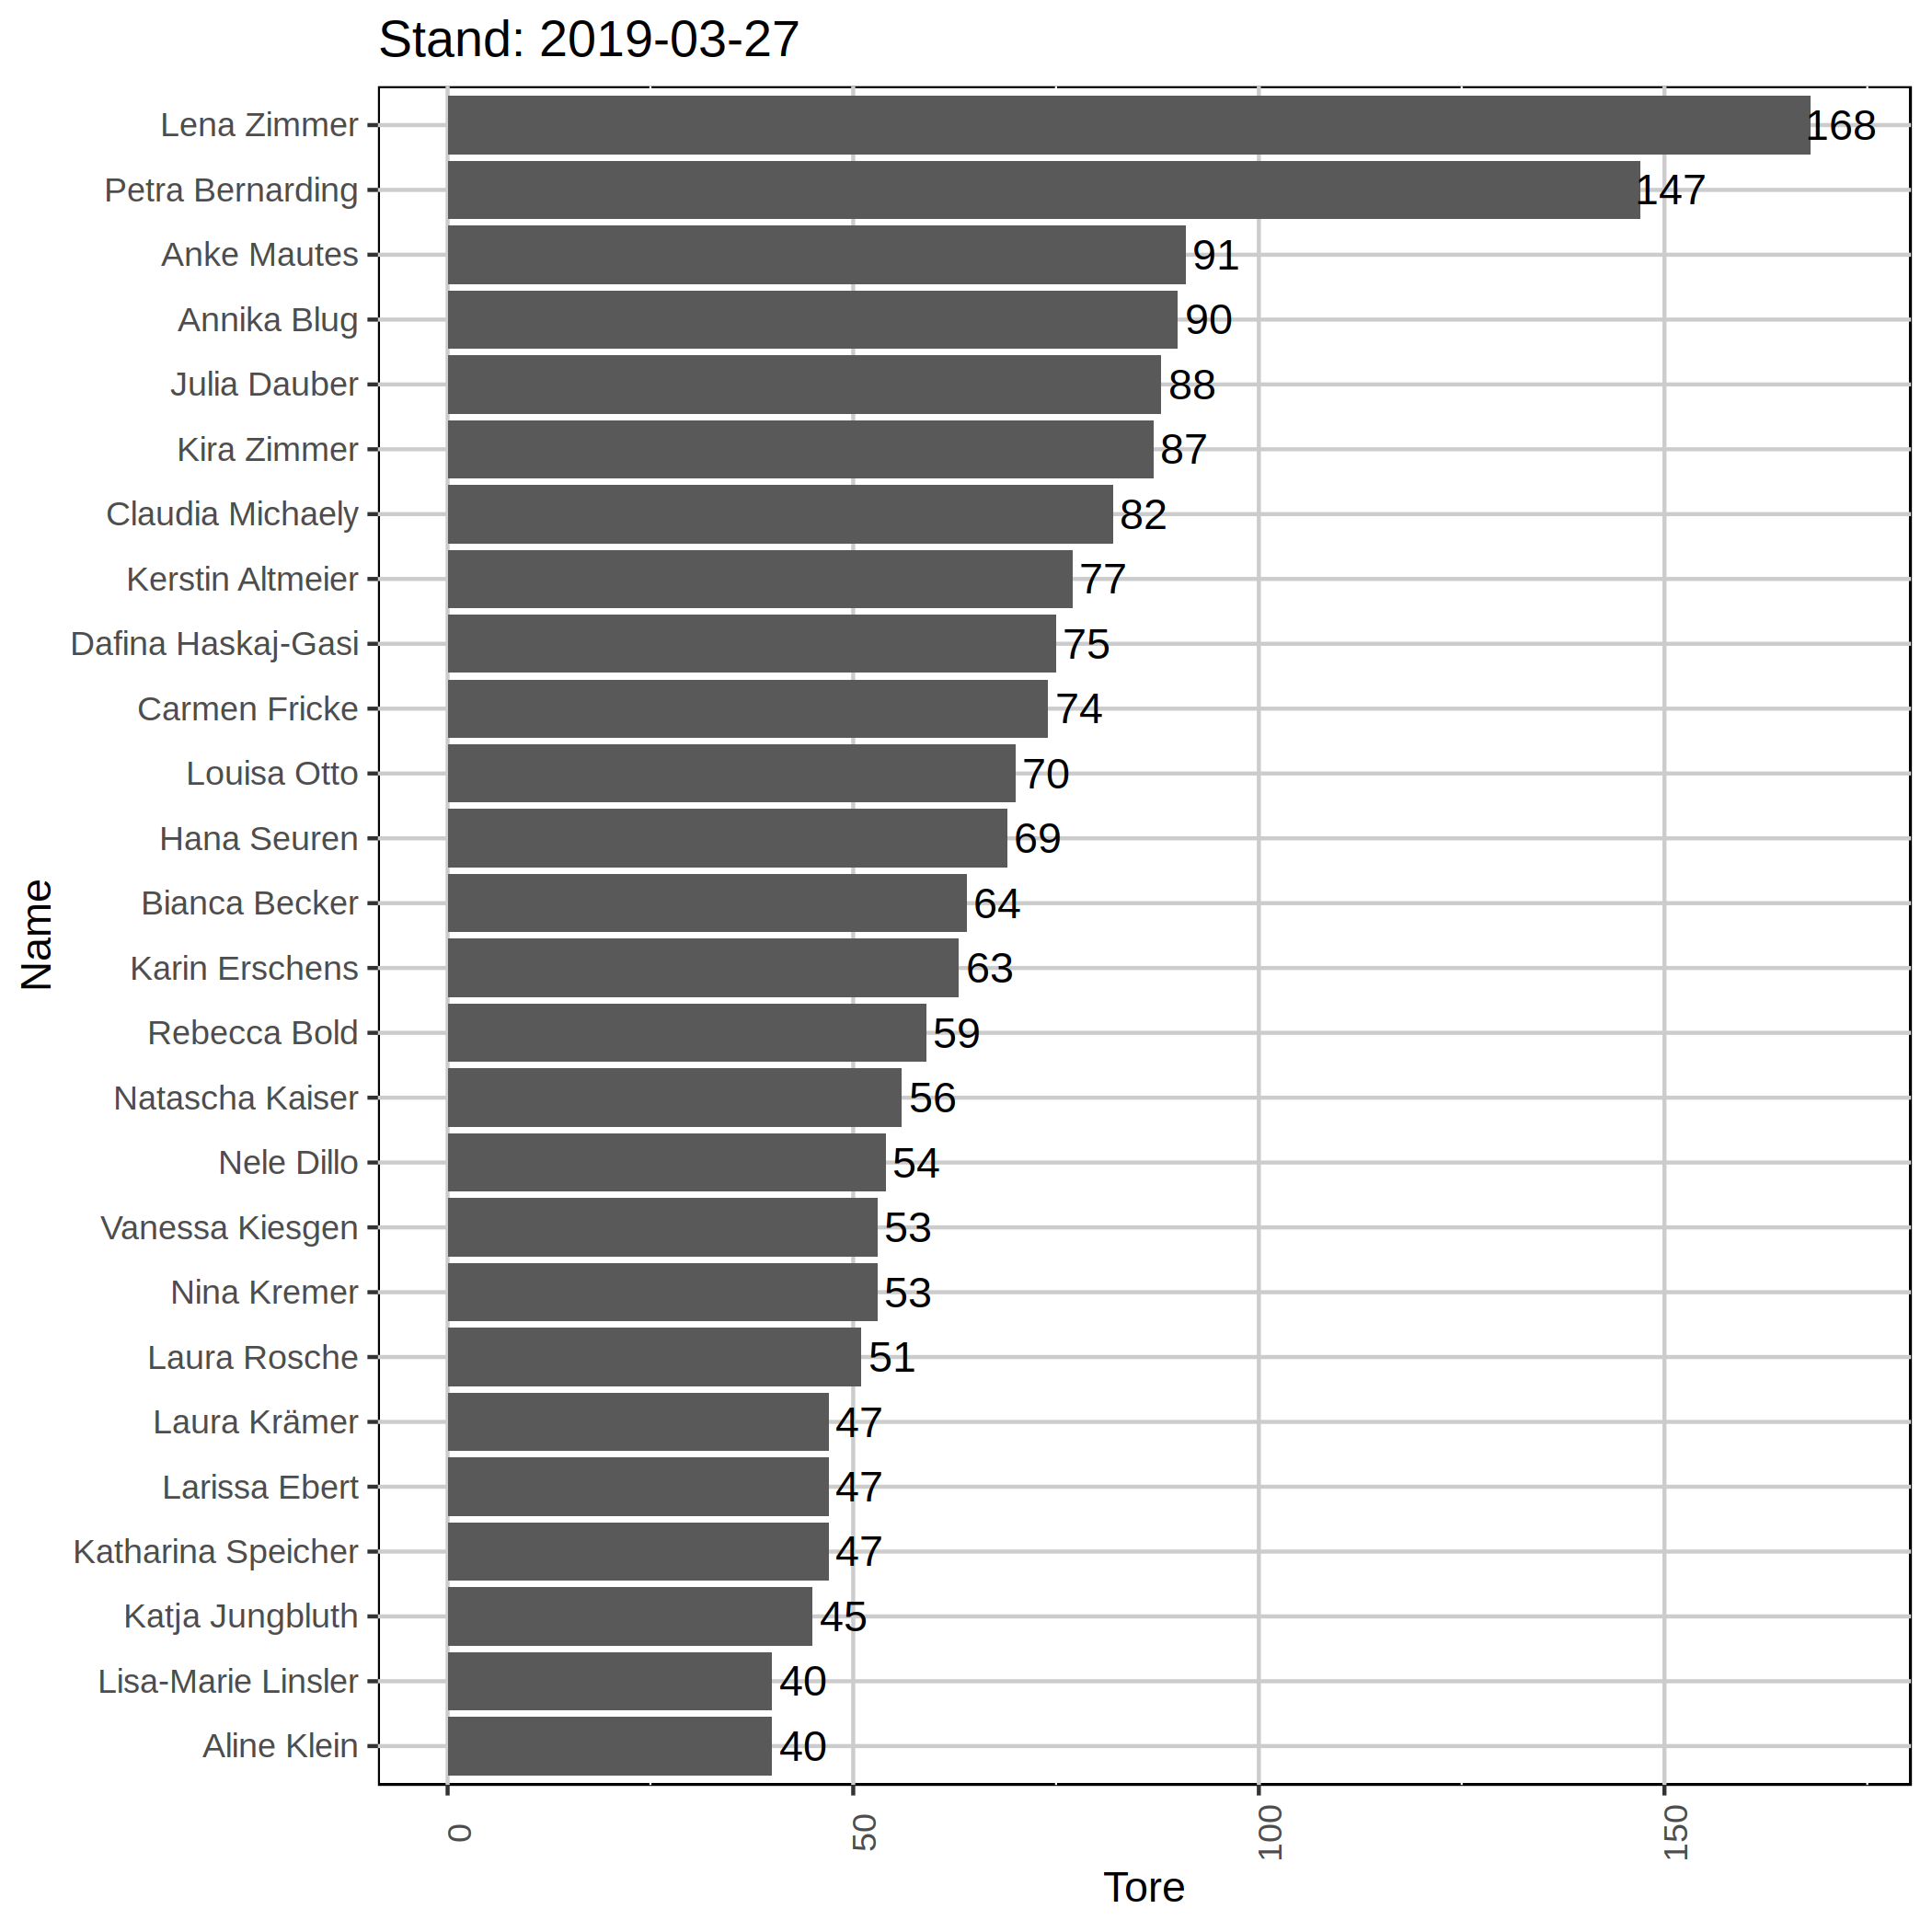 Stand: 2019-03-27
Lena Zimmer 168
Petra Bernarding 147
Anke Mautes 91
Annika Blug 90
Julia Dauber 88
Kira Zimmer 87
Claudia Michaely 82
Kerstin Altmeier 77
Dafina Haskaj-Gasi 75
Carmen Fricke 74
Louisa Otto 70
Hana Seuren 69
Bianca Becker 64
Karin Erschens 63
Rebecca Bold 59
Natascha Kaiser 56
Nele Dillo 54
Vanessa Kiesgen 53
Nina Kremer 53
Laura Rosche 51
Laura Krämer 47
Larissa Ebert 47
Katharina Speicher 47
Katja Jungbluth 45
Lisa-Marie Linsler 40
Aline Klein 40
Name
0 50 100 150
Tore